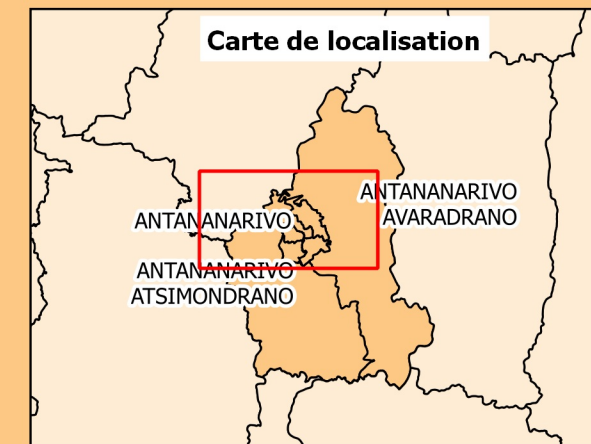 Carte de localisation
ANTANANARIVO
AVARADRANO
ANTANANARIVO
ANTANANARIVO
ATSIMONDRANO